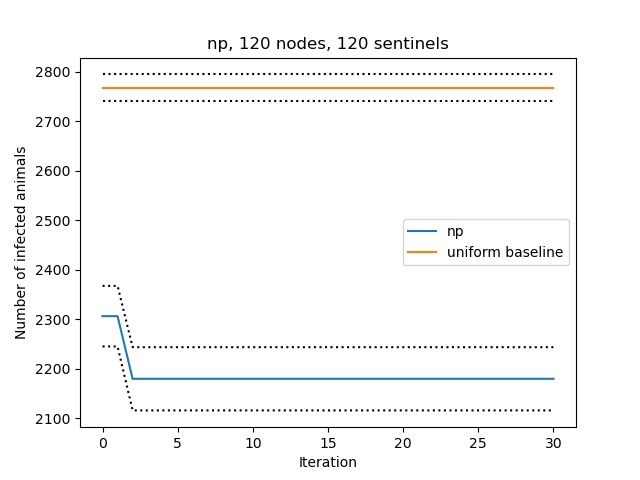 np, 120 nodes, 120 sentinels
Number of infected animals
2800
2700
2600
2500
2400
2300
2200
2100
np
uniform baseline
0 5 10 15 20 25 30
Iteration